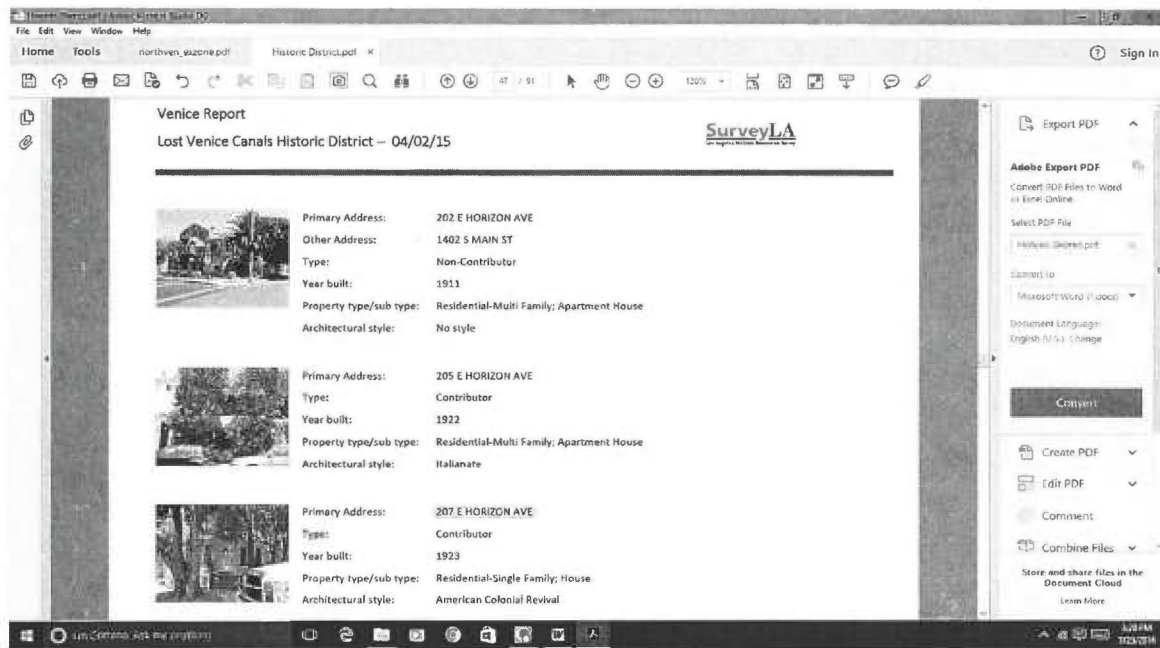 File Edit View Window Help
Home Tools northven_eazone.pdf Historic District.pdf × ? Sign In
47 / 91 120%
Venice Report
Lost Venice Canals Historic District – 04/02/15
SurveyLA
Primary Address: 202 E HORIZON AVE
Other Address: 1402 S MAIN ST
Type: Non-Contributor
Year built: 1911
Property type/sub type: Residential-Multi Family; Apartment House
Architectural style: No style
Primary Address: 205 E HORIZON AVE
Type: Contributor
Year built: 1922
Property type/sub type: Residential-Multi Family; Apartment House
Architectural style: Italianate
Primary Address: 207 E HORIZON AVE
Type: Contributor
Year built: 1923
Property type/sub type: Residential-Single Family; House
Architectural style: American Colonial Revival
Export PDF
Adobe Export PDF
Convert PDF Files to Word
or Excel Online
Select PDF File
Convert to
Microsoft Word (*.docx)
Document Language:
Change
Convert
Create PDF
Edit PDF
Comment
Combine Files
Store and share files in the
Document Cloud
Learn More